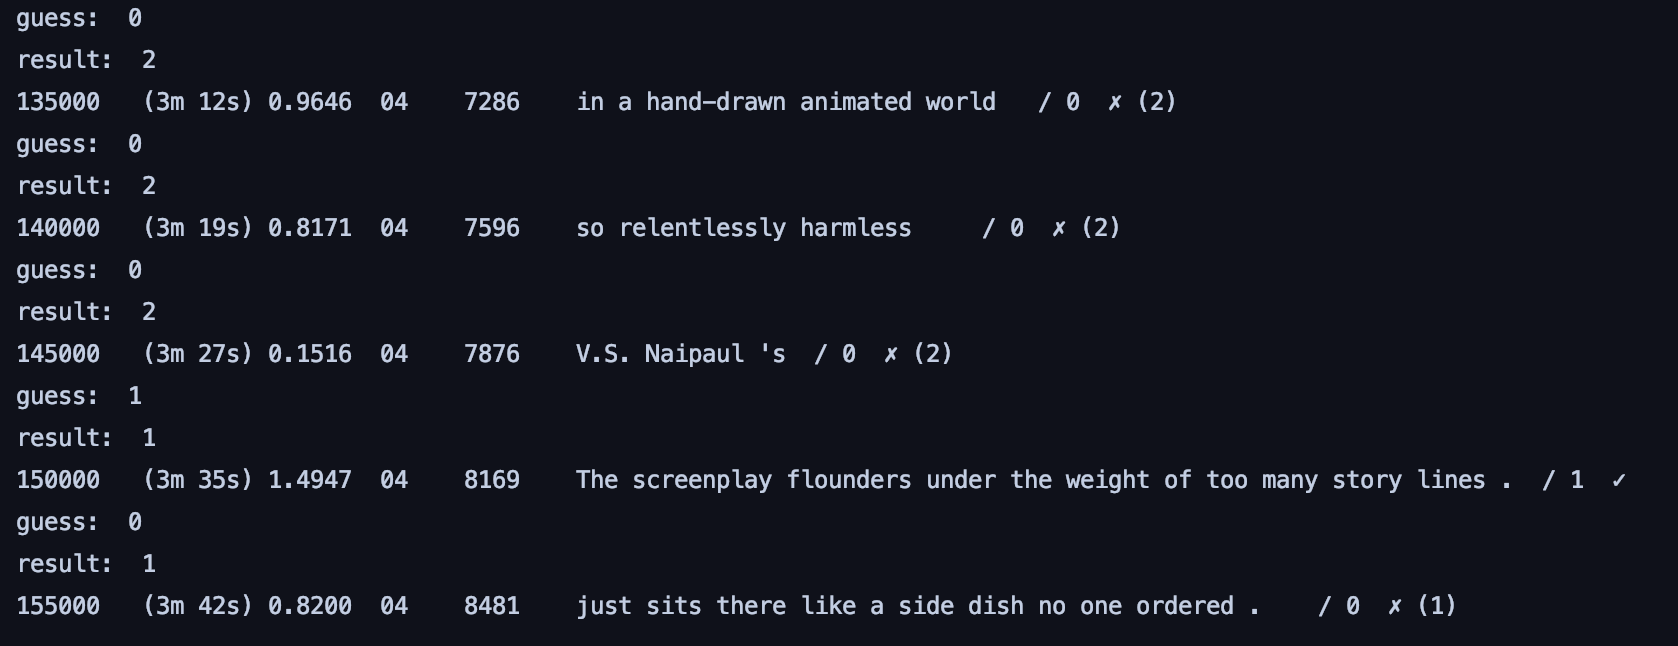 guess:  0
result:  2
135000   (3m 12s) 0.9646  04    7286    in a hand-drawn animated world   / 0  ✗ (2)
guess:  0
result:  2
140000   (3m 19s) 0.8171  04    7596    so relentlessly harmless     / 0  ✗ (2)
guess:  0
result:  2
145000   (3m 27s) 0.1516  04    7876    V.S. Naipaul 's  / 0  ✗ (2)
guess:  1
result:  1
150000   (3m 35s) 1.4947  04    8169    The screenplay flounders under the weight of too many story lines .  / 1  ✓
guess:  0
result:  1
155000   (3m 42s) 0.8200  04    8481    just sits there like a side dish no one ordered .    / 0  ✗ (1)